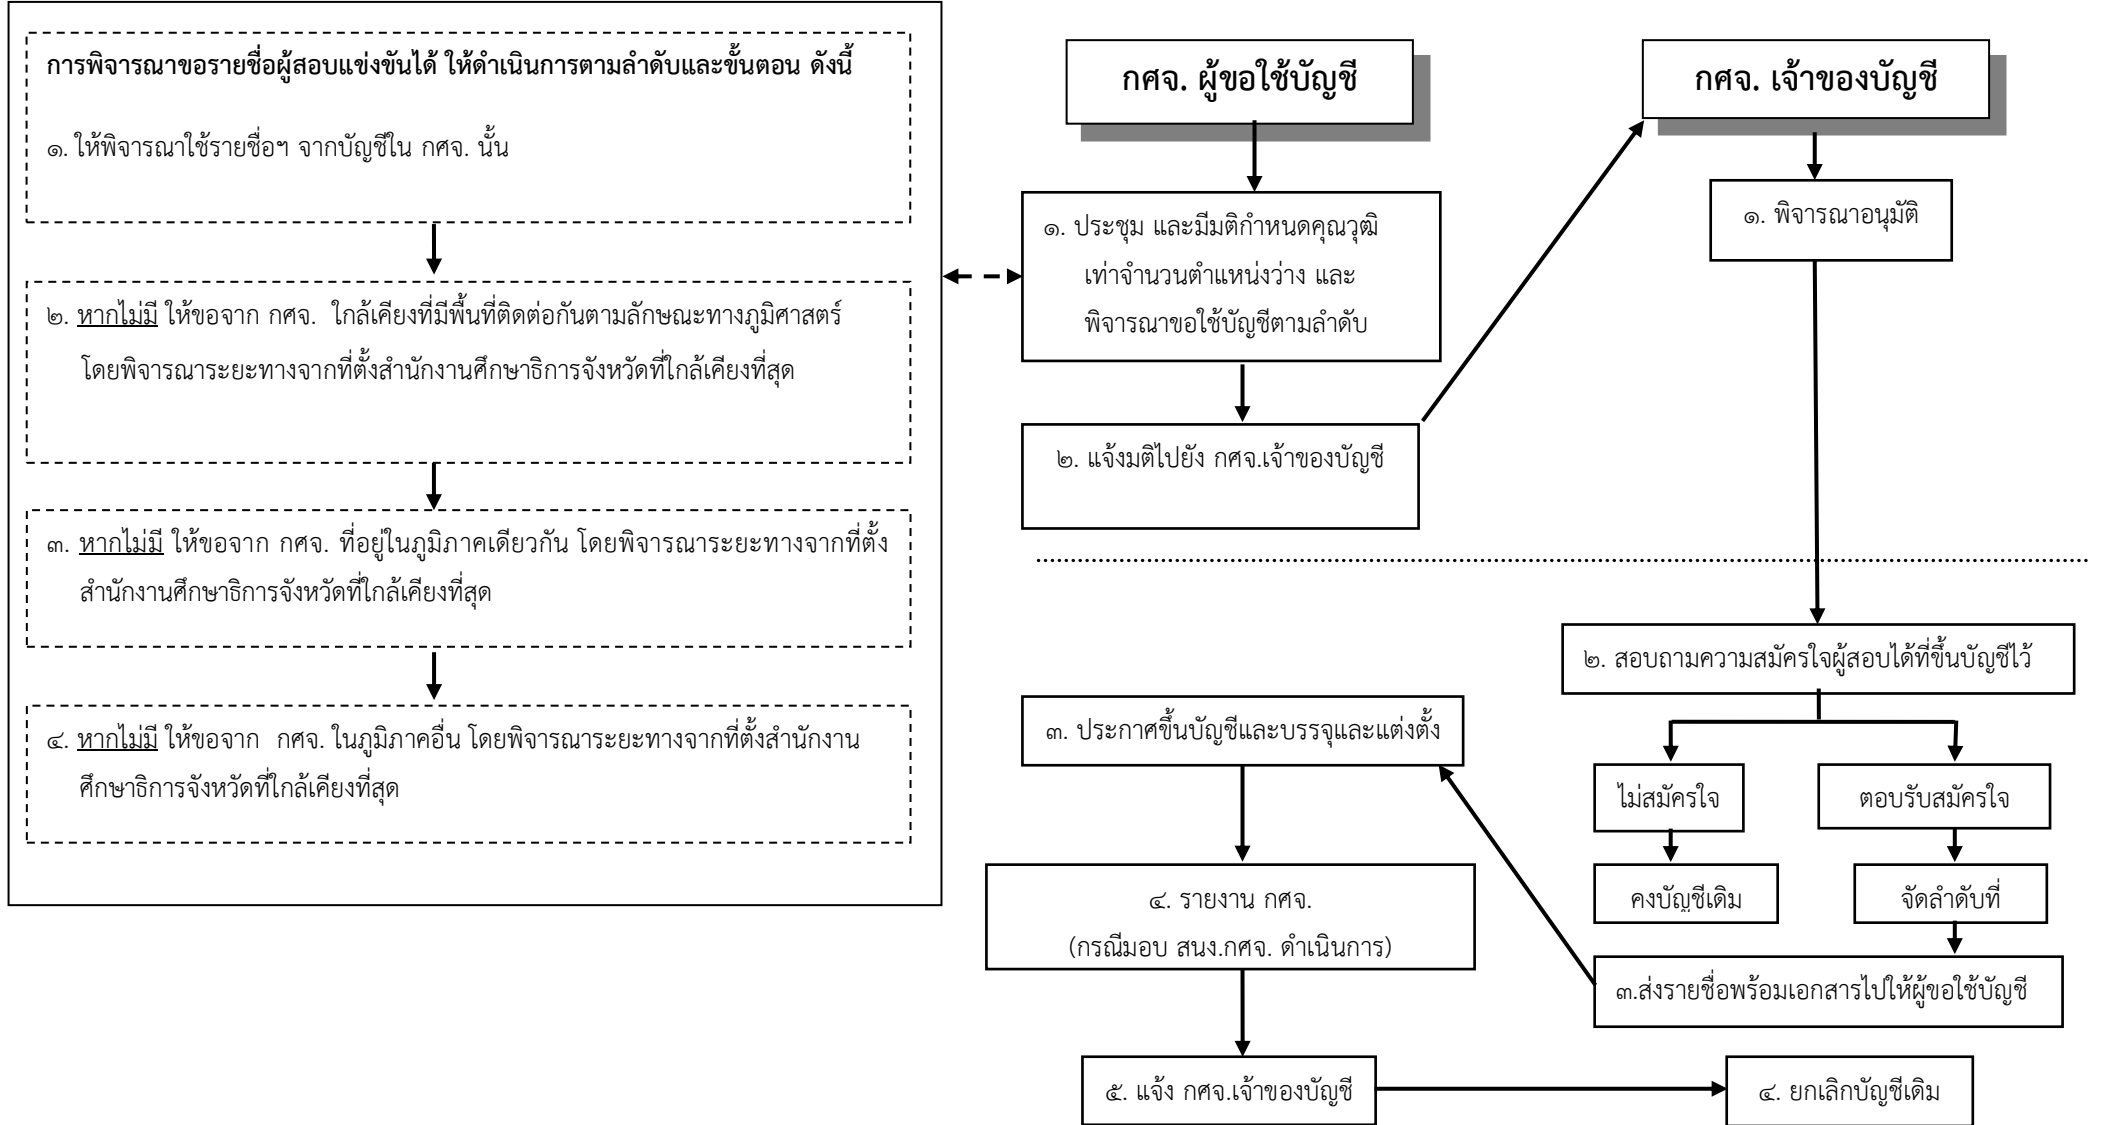 การพิจารณาขอรายชื่อผู้สอบแข่งขันได้ ให้ดำเนินการตามลำดับและขั้นตอน ดังนี้
๑. ให้พิจารณาใช้รายชื่อฯ จากบัญชีใน กศจ. นั้น
๒. หากไม่มี ให้ขอจาก กศจ. ใกล้เคียงที่มีพื้นที่ติดต่อกันตามลักษณะทางภูมิศาสตร์
โดยพิจารณาระยะทางจากที่ตั้งสำนักงานศึกษาธิการจังหวัดที่ใกล้เคียงที่สุด
๓. หากไม่มี ให้ขอจาก กศจ. ที่อยู่ในภูมิภาคเดียวกัน โดยพิจารณาระยะทางจากที่ตั้ง
สำนักงานศึกษาธิการจังหวัดที่ใกล้เคียงที่สุด
๔. หากไม่มี ให้ขอจาก กศจ. ในภูมิภาคอื่น โดยพิจารณาระยะทางจากที่ตั้งสำนักงาน
ศึกษาธิการจังหวัดที่ใกล้เคียงที่สุด
กศจ. ผู้ขอใช้บัญชี
๑. ประชุม และมีมติกำหนดคุณวุฒิ
เท่าจำนวนตำแหน่งว่าง และ
พิจารณาขอใช้บัญชีตามลำดับ
๒. แจ้งมติไปยัง กศจ.เจ้าของบัญชี
กศจ. เจ้าของบัญชี
๑. พิจารณาอนุมัติ
๒. สอบถามความสมัครใจผู้สอบได้ที่ขึ้นบัญชีไว้
ไม่สมัครใจ
ตอบรับสมัครใจ
คงบัญชีเดิม
จัดลำดับที่
๓.ส่งรายชื่อพร้อมเอกสารไปให้ผู้ขอใช้บัญชี
๓. ประกาศขึ้นบัญชีและบรรจุและแต่งตั้ง
๔. รายงาน กศจ.
(กรณีมอบ สนง.กศจ. ดำเนินการ)
๕. แจ้ง กศจ.เจ้าของบัญชี
๔. ยกเลิกบัญชีเดิม